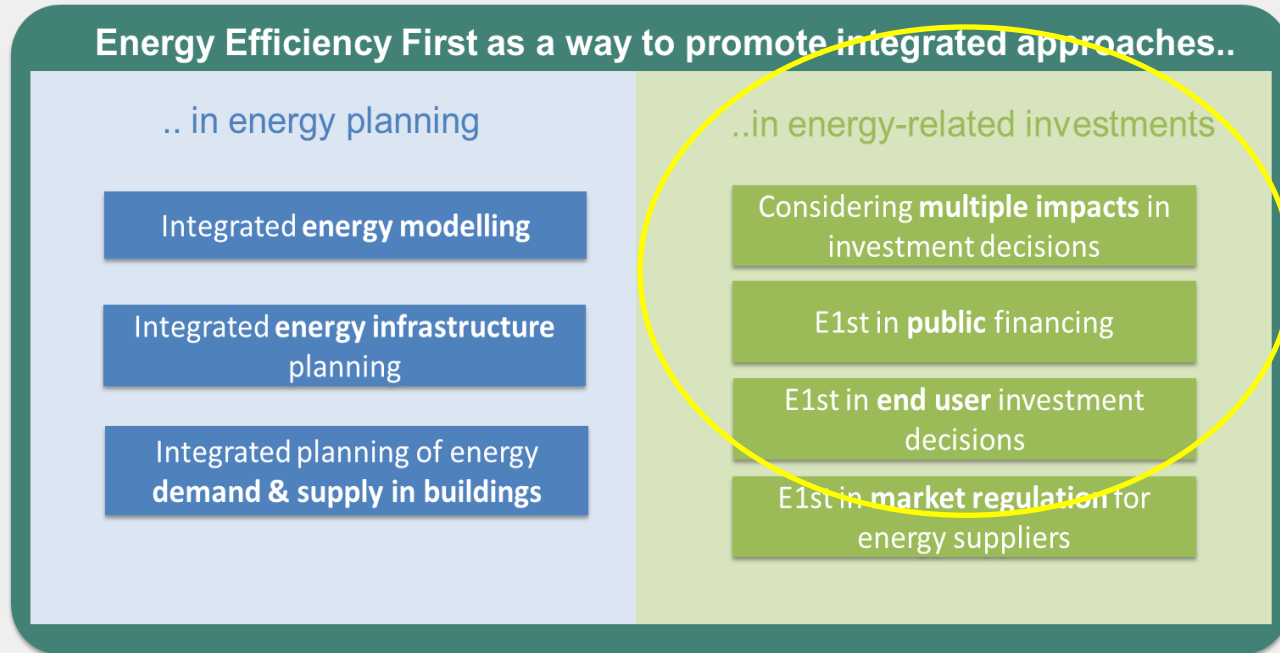 Energy Efficiency First as a way to promote integrated approaches..
.. in energy planning
Integrated energy modelling
Integrated energy infrastructure
planning
Integrated planning of energy
demand & supply in buildings
..in energy-related investments
Considering multiple impacts in
investment decisions
E1st in public financing
E1st in end user investment
decisions
E1st in market regulation for
energy suppliers